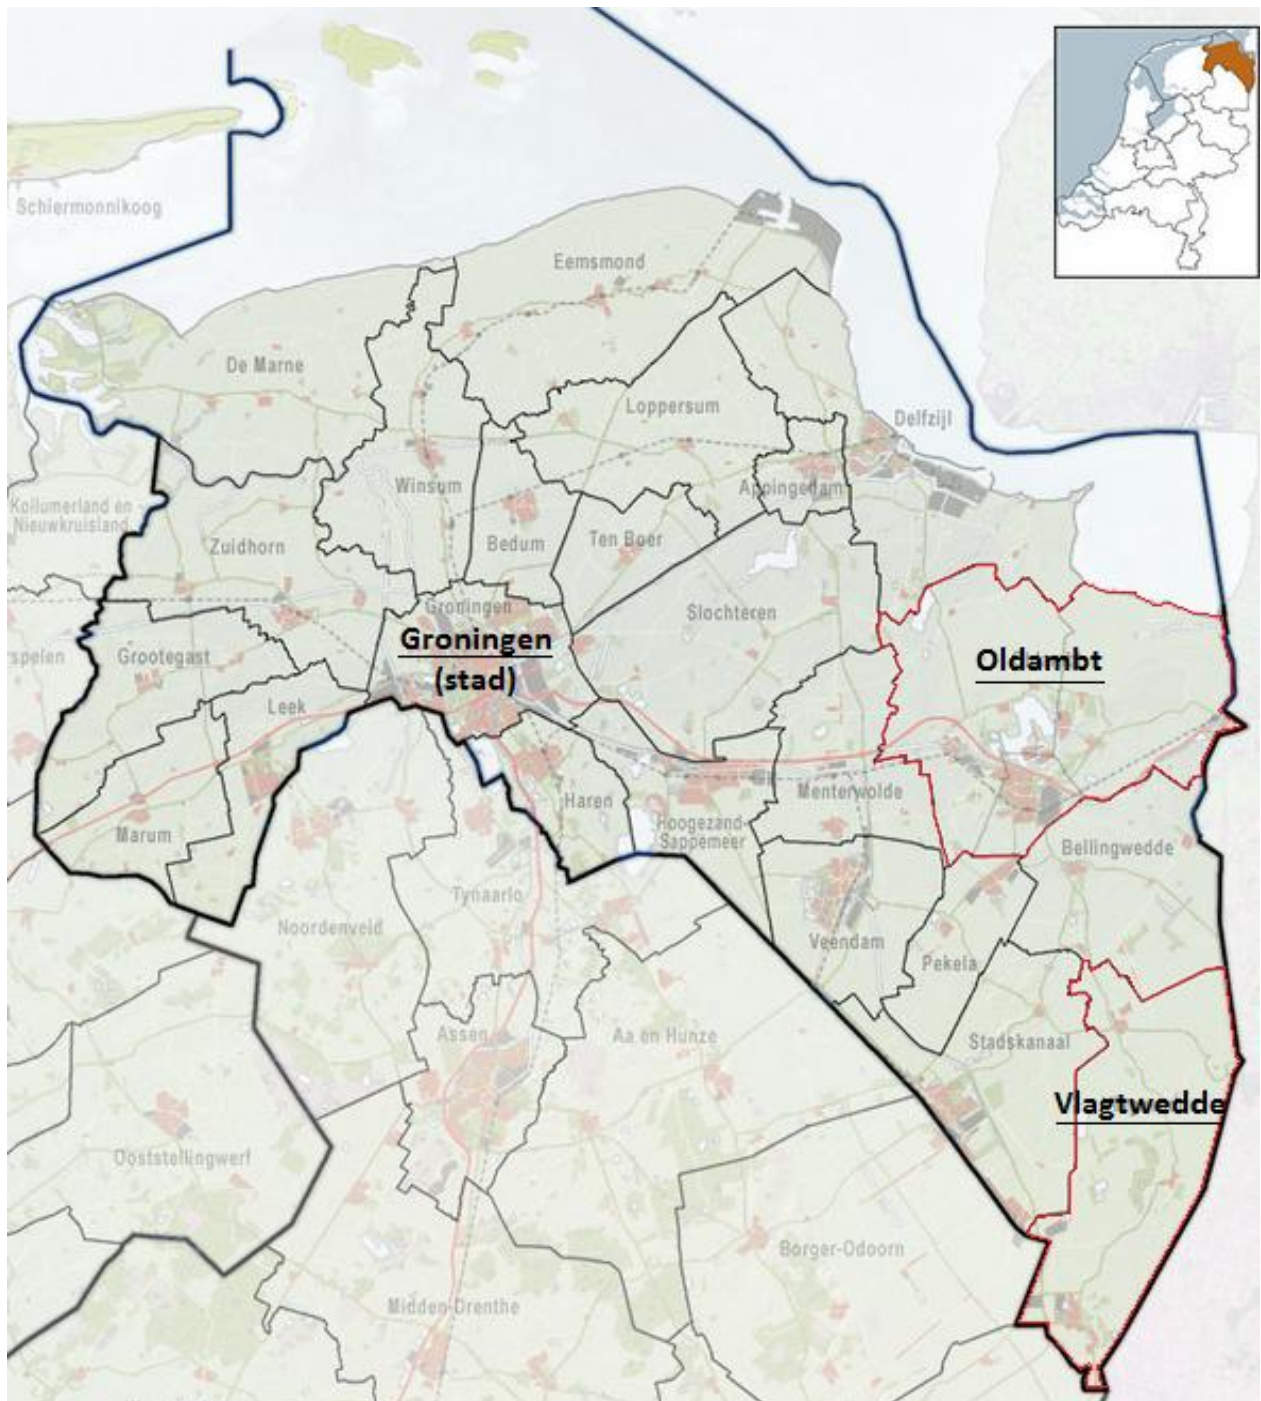 Schiermonnikoog
Eemsmond
De Marne
Loppersum
Delfzijl
Winsum
Appingedam
Kollumerland en
Nieuwkruisland
Zuidhorn
Bedum
Ten Boer
Groningen
Slochteren
Groningen
(stad)
Oldambt
spelen
Grootegast
Leek
Marum
Haren
Menterwolde
Hoogezand-
Sappemeer
Bellingwedde
Tynaarlo
Noordenveld
Veendam
Pekela
Assen
Aa en Hunze
Stadskanaal
Vlagtwedde
Ooststellingwerf
Borger-Odoorn
Midden-Drenthe